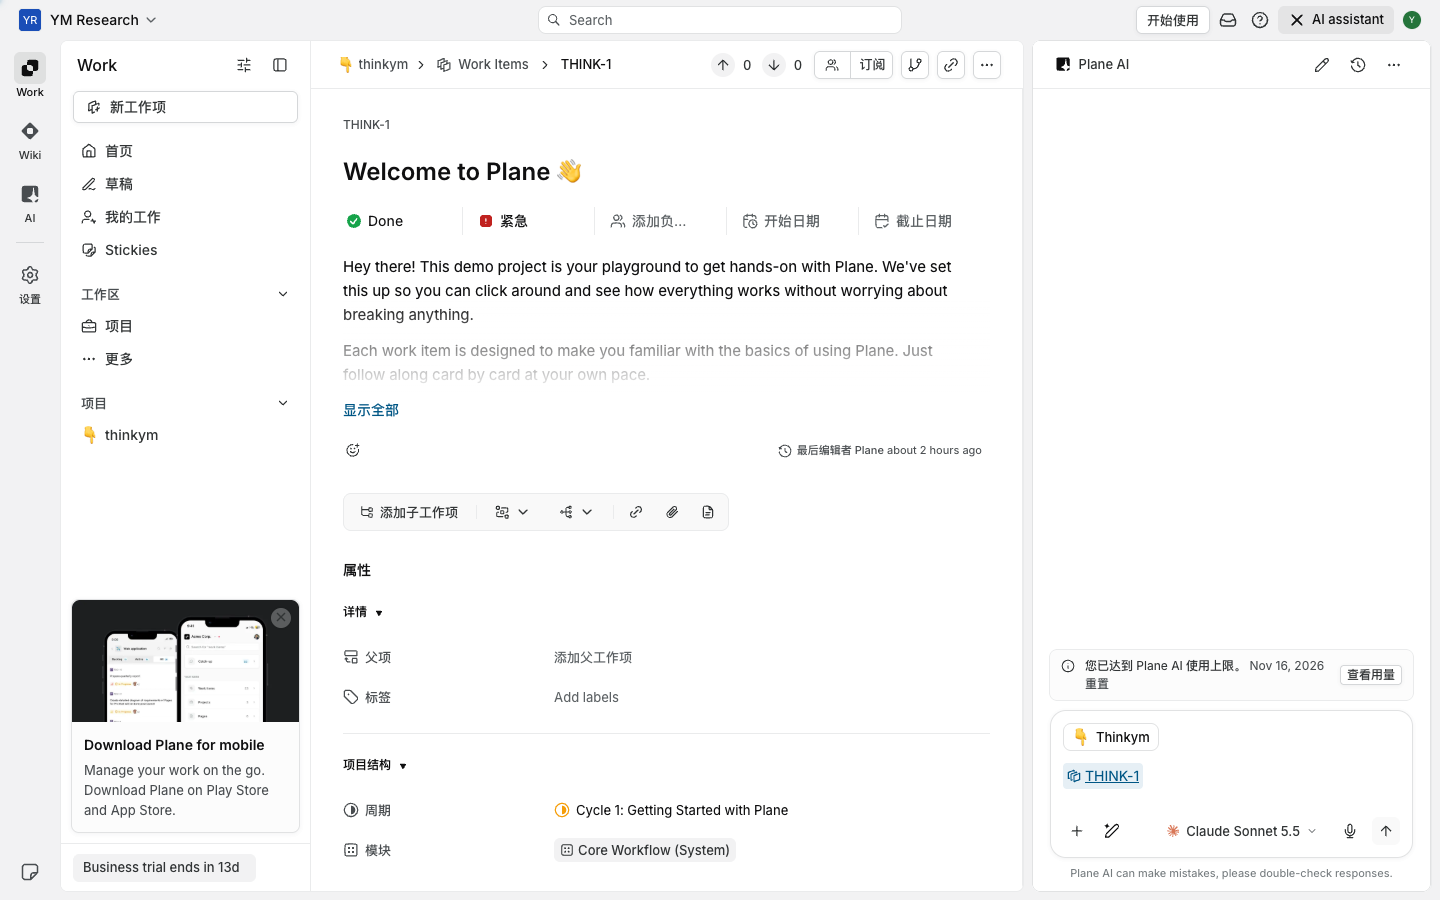 YR YM Research
Search
开始使用
AI assistant
Y
Work
Wiki
AI
设置
Work
新工作项
首页
草稿
我的工作
Stickies
工作区
项目
更多
项目
thinkym
Download Plane for mobile
Manage your work on the go.
Download Plane on Play Store
and App Store.
Business trial ends in 13d
thinkym
Work Items
THINK-1
0
0
订阅
THINK-1
Welcome to Plane
Done
紧急
添加负...
开始日期
截止日期
Hey there! This demo project is your playground to get hands-on with Plane. We've set
this up so you can click around and see how everything works without worrying about
breaking anything.
Each work item is designed to make you familiar with the basics of using Plane. Just
follow along card by card at your own pace.
显示全部
最后编辑者 Plane about 2 hours ago
添加子工作项
属性
详情
父项
添加父工作项
标签
Add labels
项目结构
周期
Cycle 1: Getting Started with Plane
模块
Core Workflow (System)
Plane AI
您已达到 Plane AI 使用上限。 Nov 16, 2026
重置
查看用量
Thinkym
THINK-1
Claude Sonnet 5.5
Plane AI can make mistakes, please double-check responses.